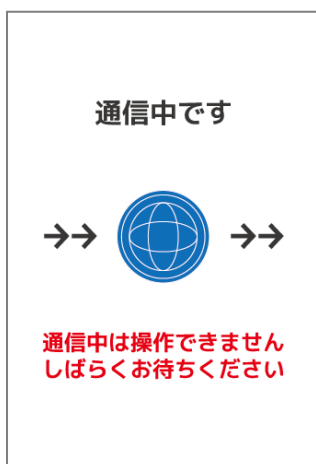 通信中です
→→ →→
通信中は操作できません
しばらくお待ちください